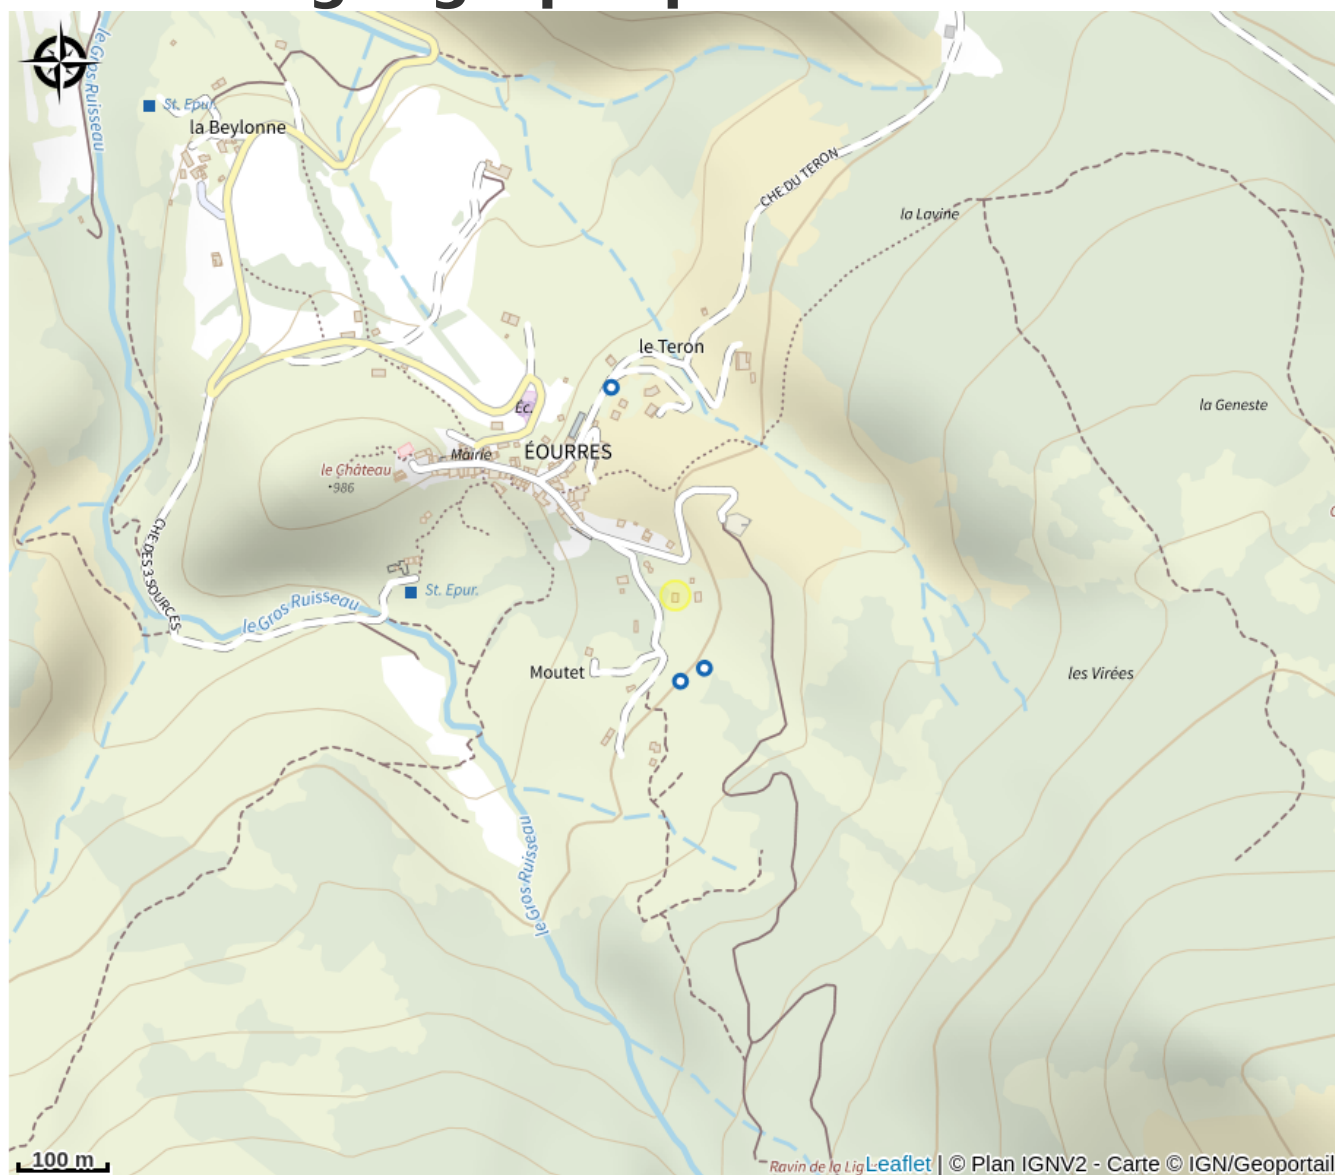 le Gros Ruisseau
St. Epur.
la Beylonne
CHE DU TERON
la Lavine
le Teron
la Geneste
Éc.
Mairie
ÉOURRES
le Château
986
CHE DES 3 SOURCES
St. Epur.
le Gros Ruisseau
Moutet
les Virées
le Gros Ruisseau
100 m
Ravin de la Lig
Leaflet | © Plan IGNV2 - Carte © IGN/Geoportail